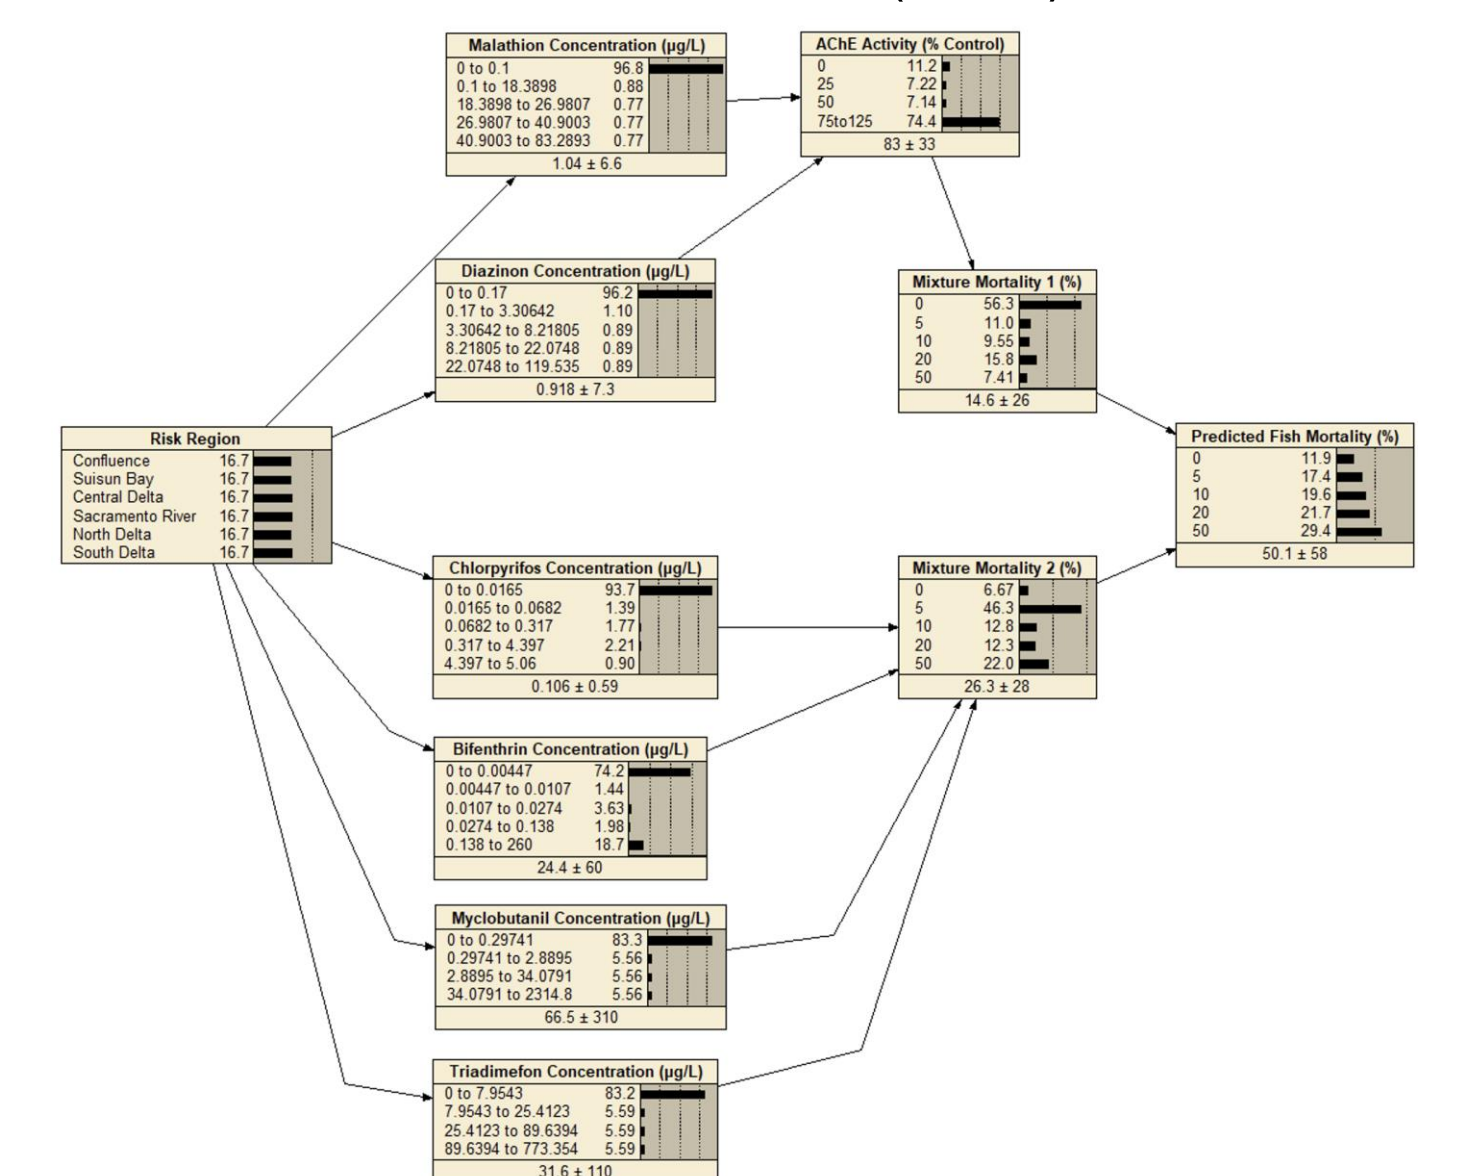 Malathion Concentration (µg/L)
0 to 0.1 96.8
0.1 to 18.3898 0.88
18.3898 to 26.9807 0.77
26.9807 to 40.9003 0.77
40.9003 to 83.2893 0.77
1.04 ± 6.6
AChE Activity (% Control)
0 11.2
25 7.22
50 7.14
75to125 74.4
83 ± 33
Diazinon Concentration (µg/L)
0 to 0.17 96.2
0.17 to 3.30642 1.10
3.30642 to 8.21805 0.89
8.21805 to 22.0748 0.89
22.0748 to 119.535 0.89
0.918 ± 7.3
Mixture Mortality 1 (%)
0 56.3
5 11.0
10 9.55
20 15.8
50 7.41
14.6 ± 26
Risk Region
Confluence 16.7
Suisun Bay 16.7
Central Delta 16.7
Sacramento River 16.7
North Delta 16.7
South Delta 16.7
Predicted Fish Mortality (%)
0 11.9
5 17.4
10 19.6
20 21.7
50 29.4
50.1 ± 58
Chlorpyrifos Concentration (µg/L)
0 to 0.0165 93.7
0.0165 to 0.0682 1.39
0.0682 to 0.317 1.77
0.317 to 4.397 2.21
4.397 to 5.06 0.90
0.106 ± 0.59
Mixture Mortality 2 (%)
0 6.67
5 46.3
10 12.8
20 12.3
50 22.0
26.3 ± 28
Bifenthrin Concentration (µg/L)
0 to 0.00447 74.2
0.00447 to 0.0107 1.44
0.0107 to 0.0274 3.63
0.0274 to 0.138 1.98
0.138 to 260 18.7
24.4 ± 60
Myclobutanil Concentration (µg/L)
0 to 0.29741 83.3
0.29741 to 2.8895 5.56
2.8895 to 34.0791 5.56
34.0791 to 2314.8 5.56
66.5 ± 310
Triadimefon Concentration (µg/L)
0 to 7.9543 83.2
7.9543 to 25.4123 5.59
25.4123 to 89.6394 5.59
89.6394 to 773.354 5.59
31.6 ± 110